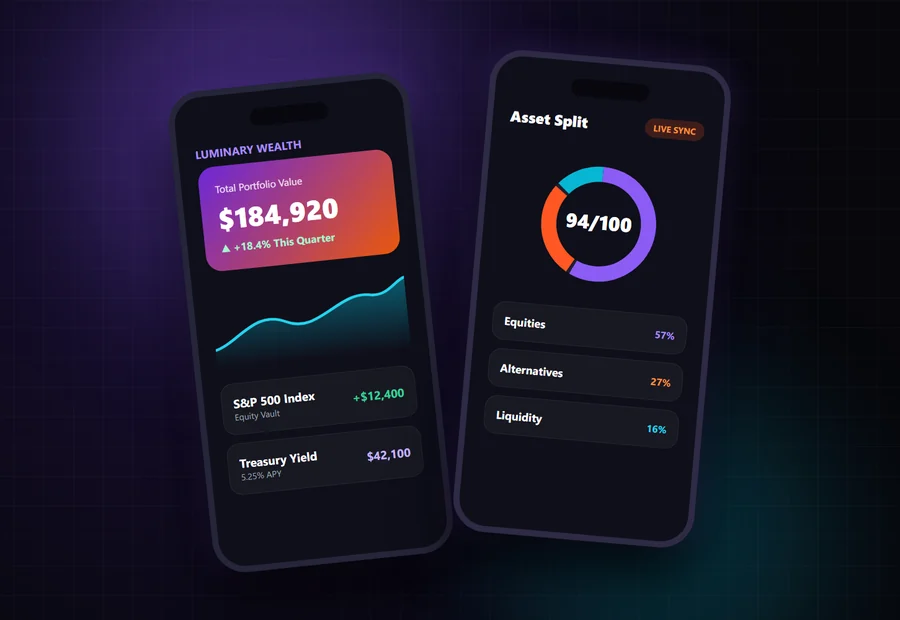 LUMINARY WEALTH
Total Portfolio Value
$184,920
▲ +18.4% This Quarter
S&P 500 Index
Equity Vault
+$12,400
Treasury Yield
5.25% APY
$42,100
Asset Split
LIVE SYNC
94/100
Equities
57%
Alternatives
27%
Liquidity
16%